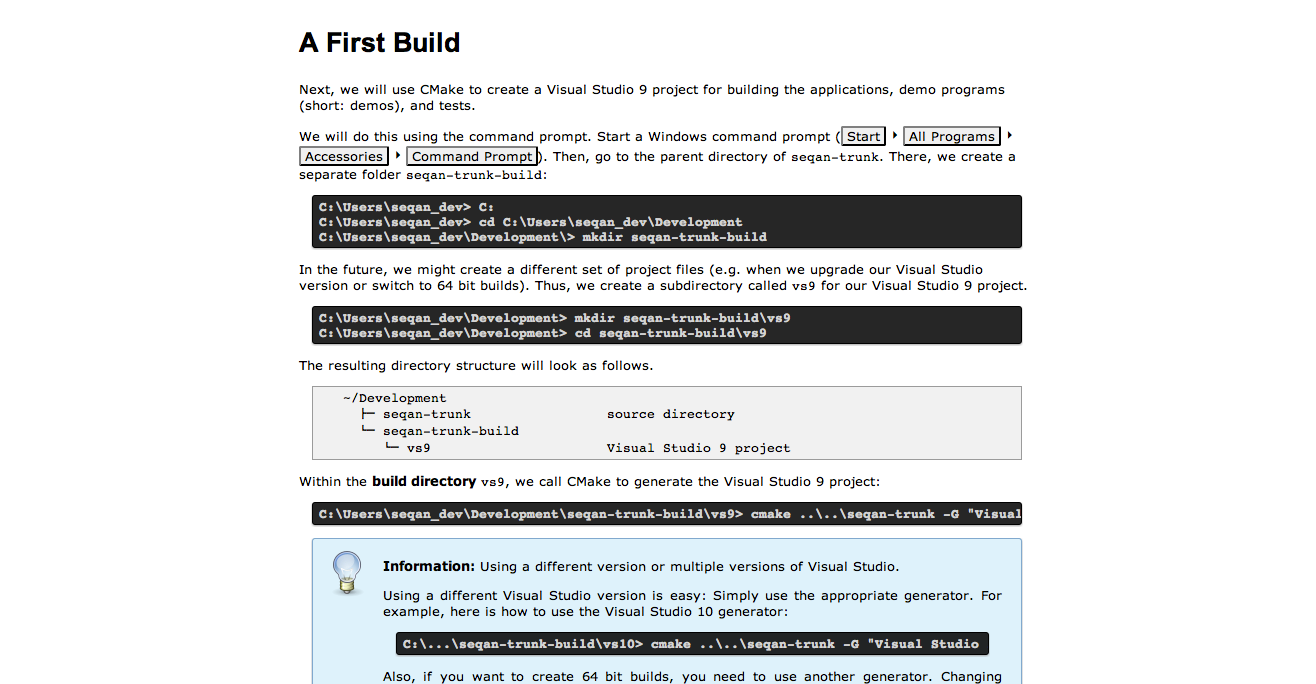 A First Build
Next, we will use CMake to create a Visual Studio 9 project for building the applications, demo programs
(short: demos), and tests.
We will do this using the command prompt. Start a Windows command prompt (Start ‣ All Programs ‣
Accessories ‣ Command Prompt). Then, go to the parent directory of seqan-trunk. There, we create a
separate folder seqan-trunk-build:
C:\Users\seqan_dev> C:
C:\Users\seqan_dev> cd C:\Users\seqan_dev\Development
C:\Users\seqan_dev\Development\> mkdir seqan-trunk-build
In the future, we might create a different set of project files (e.g. when we upgrade our Visual Studio
version or switch to 64 bit builds). Thus, we create a subdirectory called vs9 for our Visual Studio 9 project.
C:\Users\seqan_dev\Development> mkdir seqan-trunk-build\vs9
C:\Users\seqan_dev\Development> cd seqan-trunk-build\vs9
The resulting directory structure will look as follows.
~/Development
├─ seqan-trunk source directory
└─ seqan-trunk-build
└─ vs9 Visual Studio 9 project
Within the build directory vs9, we call CMake to generate the Visual Studio 9 project:
C:\Users\seqan_dev\Development\seqan-trunk-build\vs9> cmake ..\..\seqan-trunk -G "Visual
Information: Using a different version or multiple versions of Visual Studio.
Using a different Visual Studio version is easy: Simply use the appropriate generator. For
example, here is how to use the Visual Studio 10 generator:
C:\...\seqan-trunk-build\vs10> cmake ..\..\seqan-trunk -G "Visual Studio
Also, if you want to create 64 bit builds, you need to use another generator. Changing